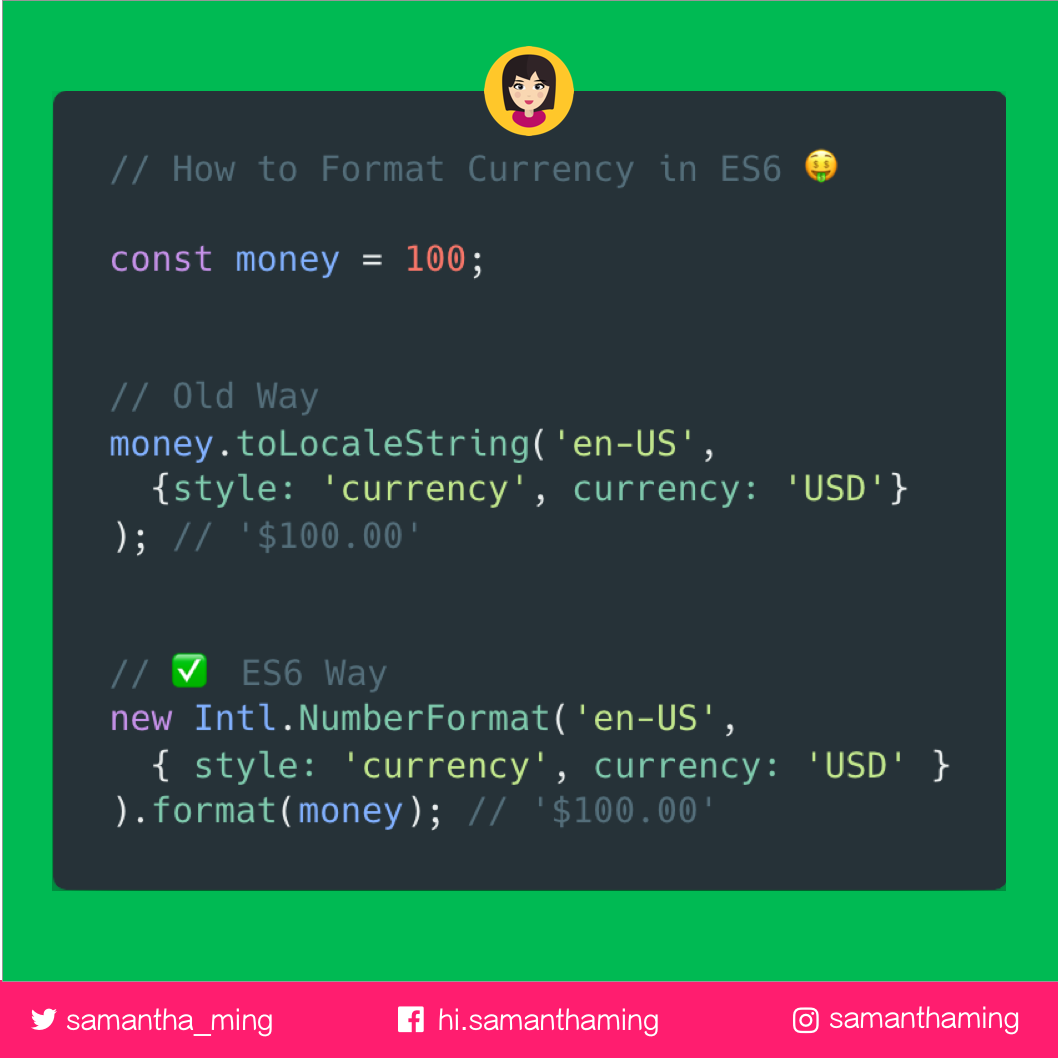 // How to Format Currency in ES6 🤑
const money = 100;
// Old Way
money.toLocaleString('en-US',
  {style: 'currency', currency: 'USD'}
); // '$100.00'
// ✅ ES6 Way
new Intl.NumberFormat('en-US',
  { style: 'currency', currency: 'USD' }
).format(money); // '$100.00'
samantha_ming
hi.samanthaming
samanthaming